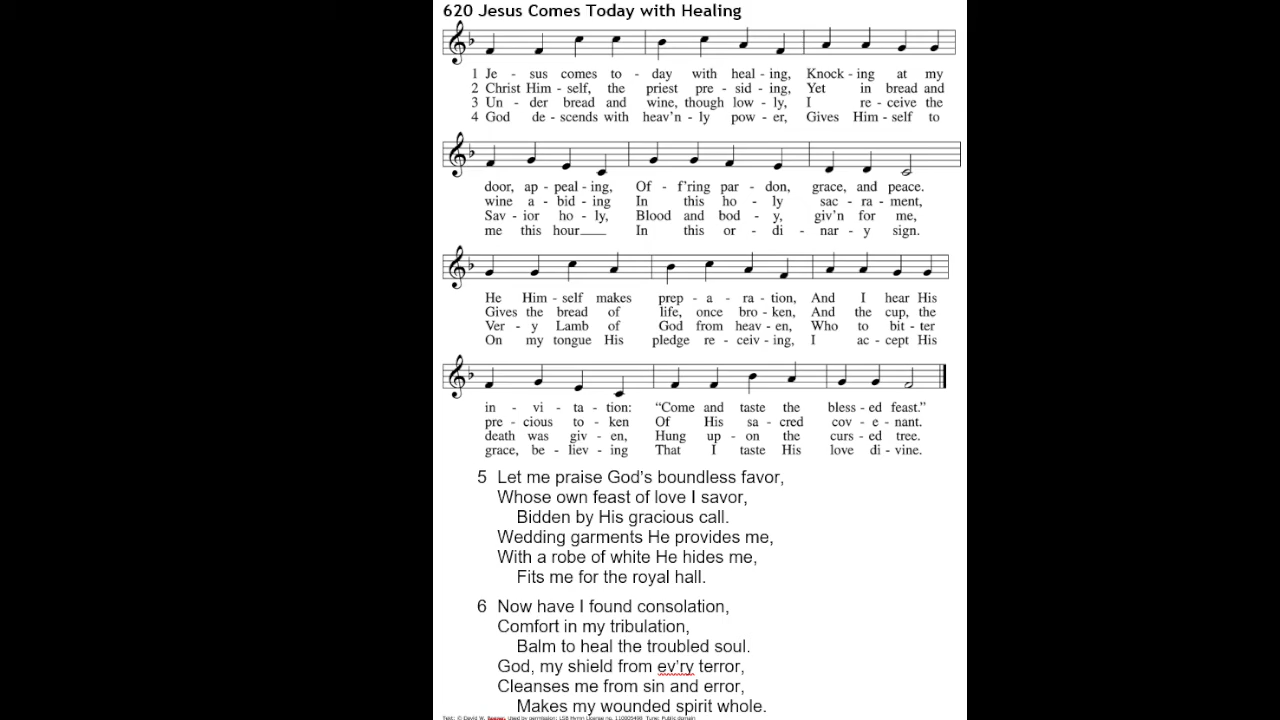 620 Jesus Comes Today with Healing
1 Je - sus comes to - day with heal - ing, Knock - ing at my
2 Christ Him - self, the priest pre - sid - ing, Yet in bread and
3 Un - der bread and wine, though low - ly, I re - ceive the
4 God de - scends with heav'n - ly pow - er, Gives Him - self to
door, ap - peal - ing, Of - f'ring par - don, grace, and peace.
wine a - bid - ing In this ho - ly sac - ra - ment,
Sav - ior ho - ly, Blood and bod - y, giv'n for me,
me this hour___ In this or - di - nar - y sign.
He Him - self makes prep - a - ra - tion, And I hear His
Gives the bread of life, once bro - ken, And the cup, the
Ver - y Lamb of God from heav - en, Who to bit - ter
On my tongue His pledge re - ceiv - ing, I ac - cept His
in - vi - ta - tion: “Come and taste the bless - ed feast.”
pre - cious to - ken Of His sa - cred cov - e - nant.
death was giv - en, Hung up - on the curs - ed tree.
grace, be - liev - ing That I taste His love di - vine.
5 Let me praise God's boundless favor,
Whose own feast of love I savor,
Bidden by His gracious call.
Wedding garments He provides me,
With a robe of white He hides me,
Fits me for the royal hall.
6 Now have I found consolation,
Comfort in my tribulation,
Balm to heal the troubled soul.
God, my shield from ev'ry terror,
Cleanses me from sin and error,
Makes my wounded spirit whole.
Text: © David W. Used by permission: LSB Hymn License no. Tune: Public domain